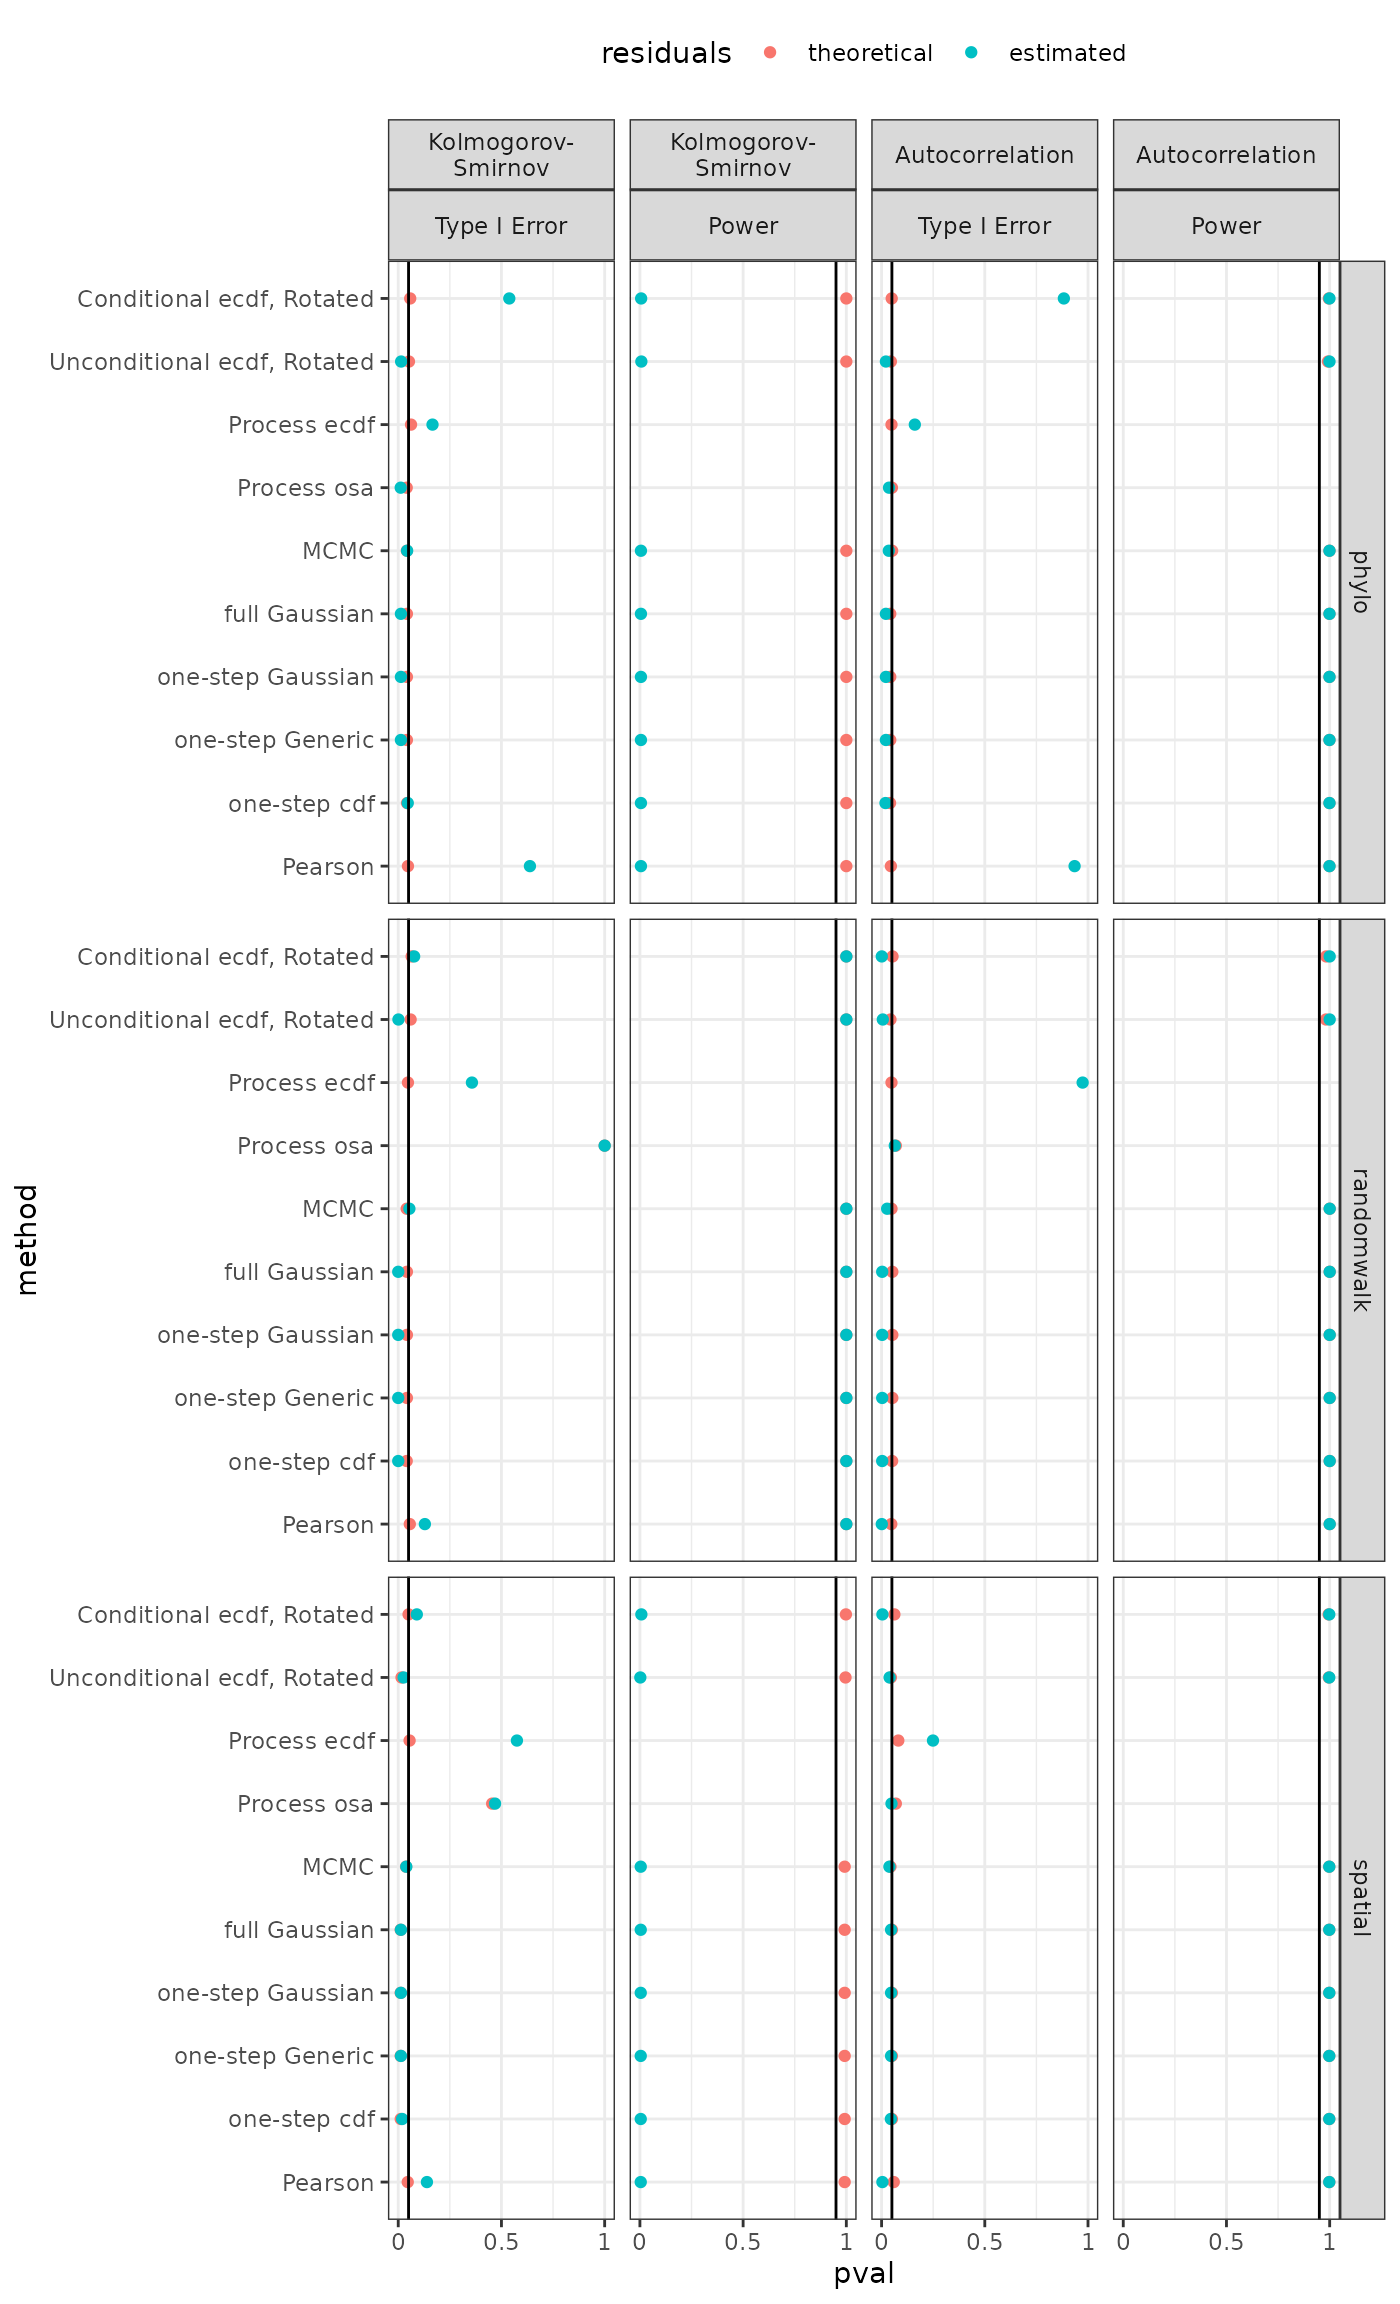 residuals theoretical estimated
Kolmogorov-
Smirnov
Kolmogorov-
Smirnov
Autocorrelation
Autocorrelation
Type I Error
Power
Type I Error
Power
Conditional ecdf, Rotated
Unconditional ecdf, Rotated
Process ecdf
Process osa
MCMC
full Gaussian
one-step Gaussian
one-step Generic
one-step cdf
Pearson
phylo
Conditional ecdf, Rotated
Unconditional ecdf, Rotated
Process ecdf
Process osa
MCMC
full Gaussian
one-step Gaussian
one-step Generic
one-step cdf
Pearson
randomwalk
method
Conditional ecdf, Rotated
Unconditional ecdf, Rotated
Process ecdf
Process osa
MCMC
full Gaussian
one-step Gaussian
one-step Generic
one-step cdf
Pearson
spatial
0 0.5 1 0 0.5 1 0 0.5 1 0 0.5 1
pval